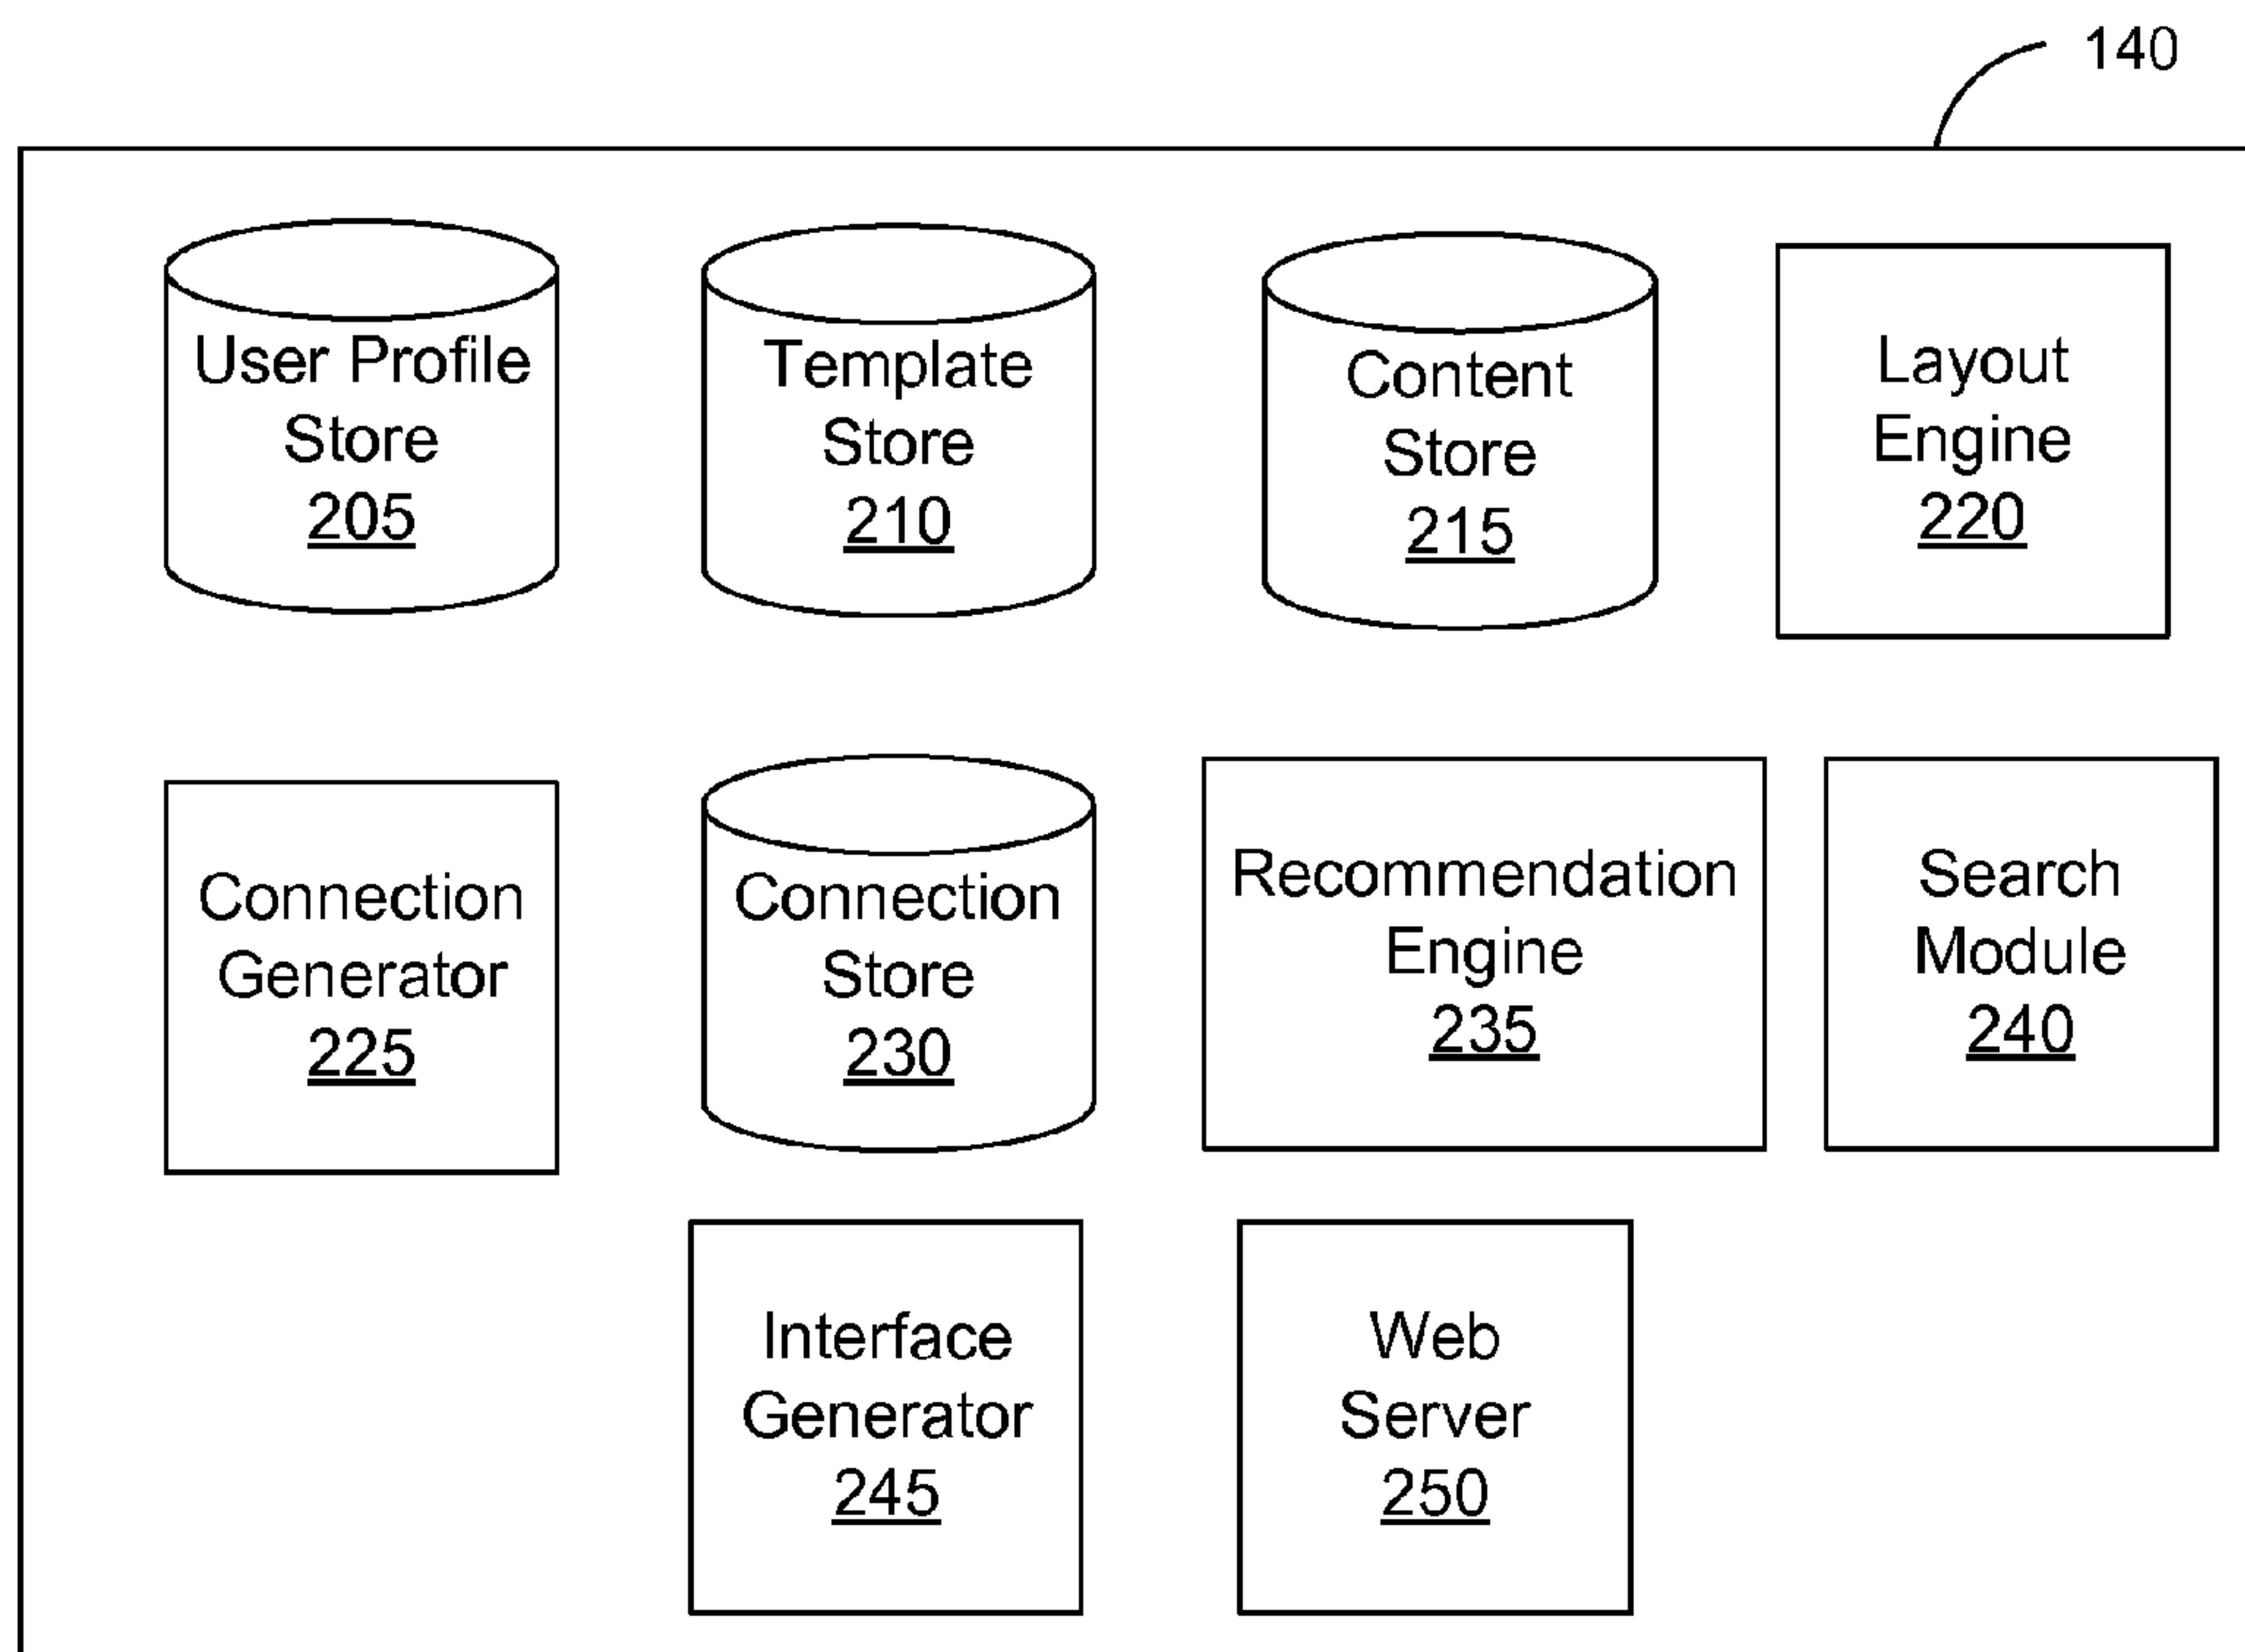 140
User Profile
Store
205
Template
Store
210
Content
Store
215
Layout
Engine
220
Connection
Generator
225
Connection
Store
230
Recommendation
Engine
235
Search
Module
240
Interface
Generator
245
Web
Server
250